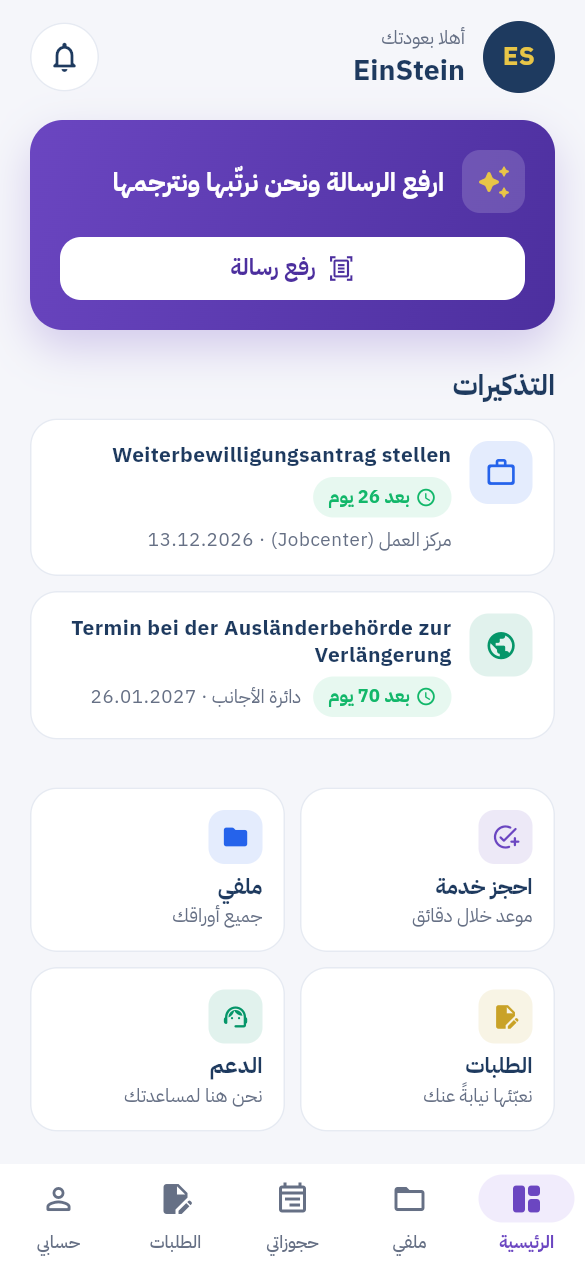 ES
أهلا بعودتك
EinStein
ارفع الرسالة ونحن نرتّبها ونترجمها
رفع رسالة
التذكيرات
Weiterbewilligungsantrag stellen
بعد 26 يوم
مركز العمل (Jobcenter) · 13.12.2026
Termin bei der Ausländerbehörde zur
Verlängerung
بعد 70 يوم
دائرة الأجانب · 26.01.2027
احجز خدمة
موعد خلال دقائق
ملفي
جميع أوراقك
الطلبات
نعبّئها نيابةً عنك
الدعم
نحن هنا لمساعدتك
الرئيسية
ملفي
حجوزاتي
الطلبات
حسابي